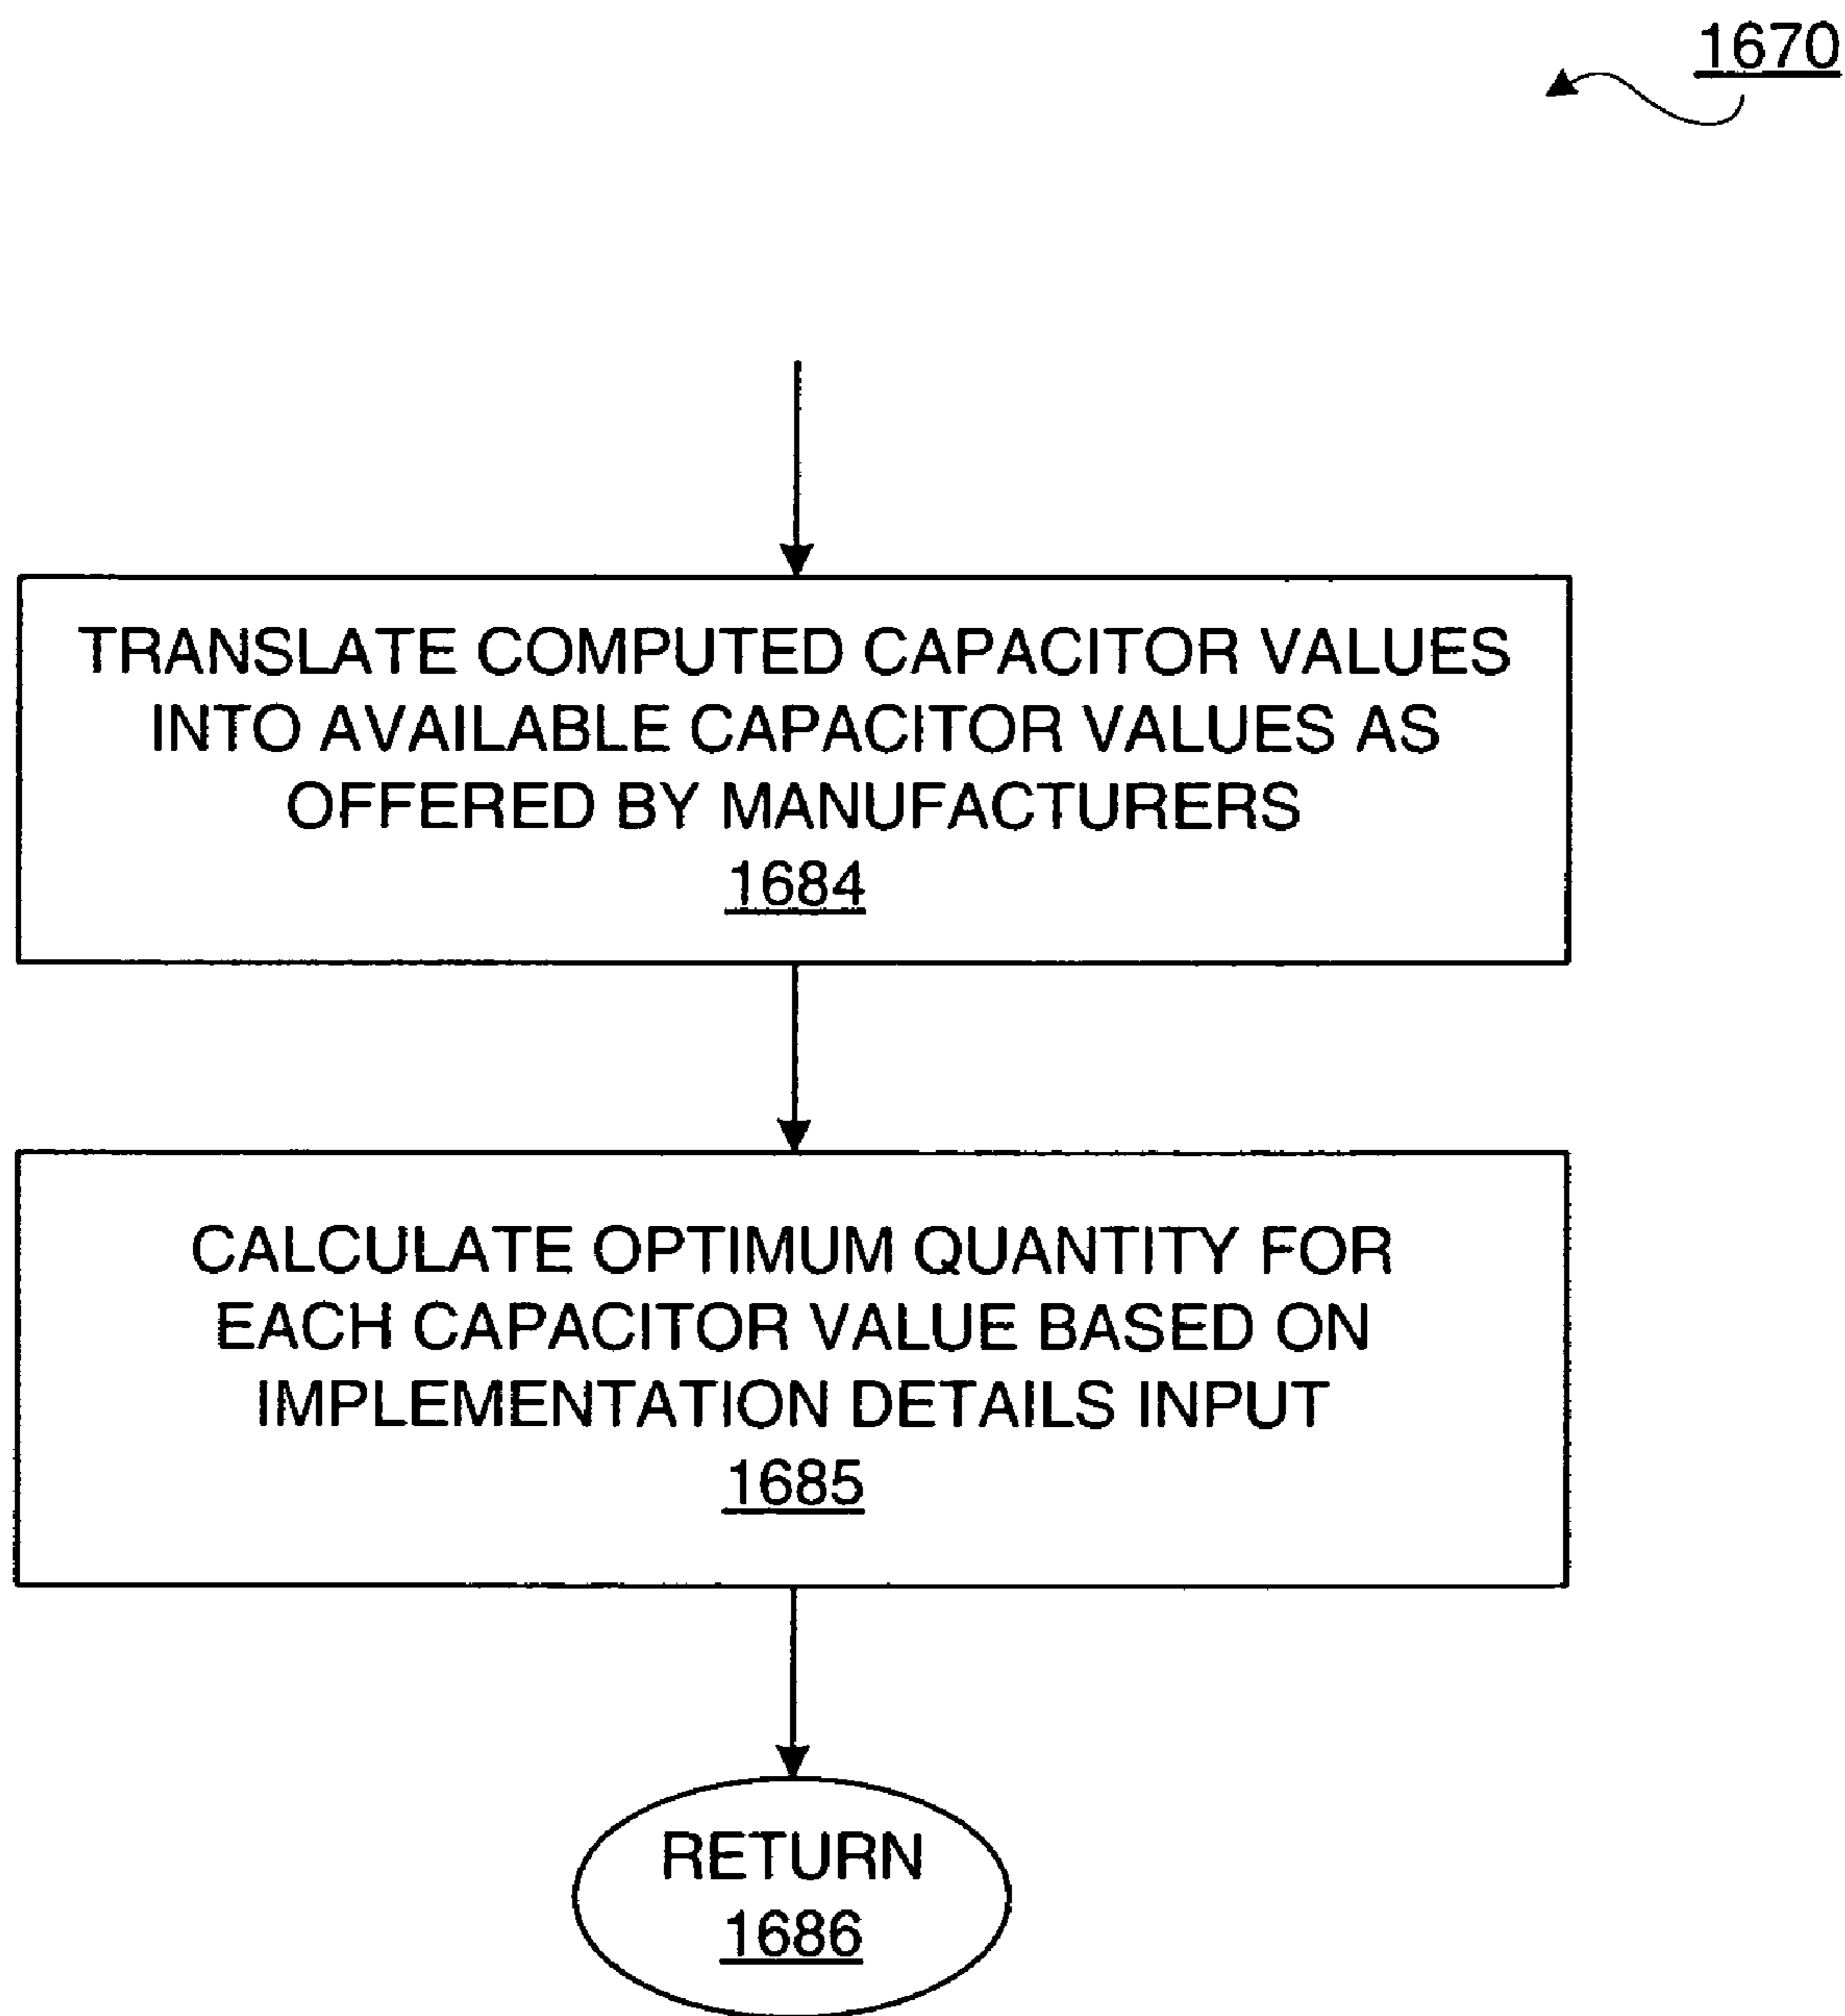 1670
TRANSLATE COMPUTED CAPACITOR VALUES
INTO AVAILABLE CAPACITOR VALUES AS
OFFERED BY MANUFACTURERS
1684
CALCULATE OPTIMUM QUANTITY FOR
EACH CAPACITOR VALUE BASED ON
IMPLEMENTATION DETAILS INPUT
1685
RETURN
1686